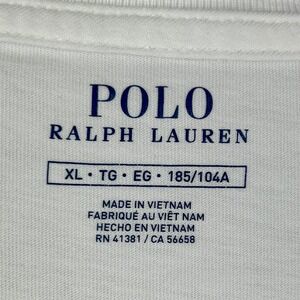 POLO
RALPH LAUREN
XL • TG • EG • 185/104A
MADE IN VIETNAM
FABRIQUÉ AU VIÊT NAM
HECHO EN VIETNAM
RN 41381 / CA 56658